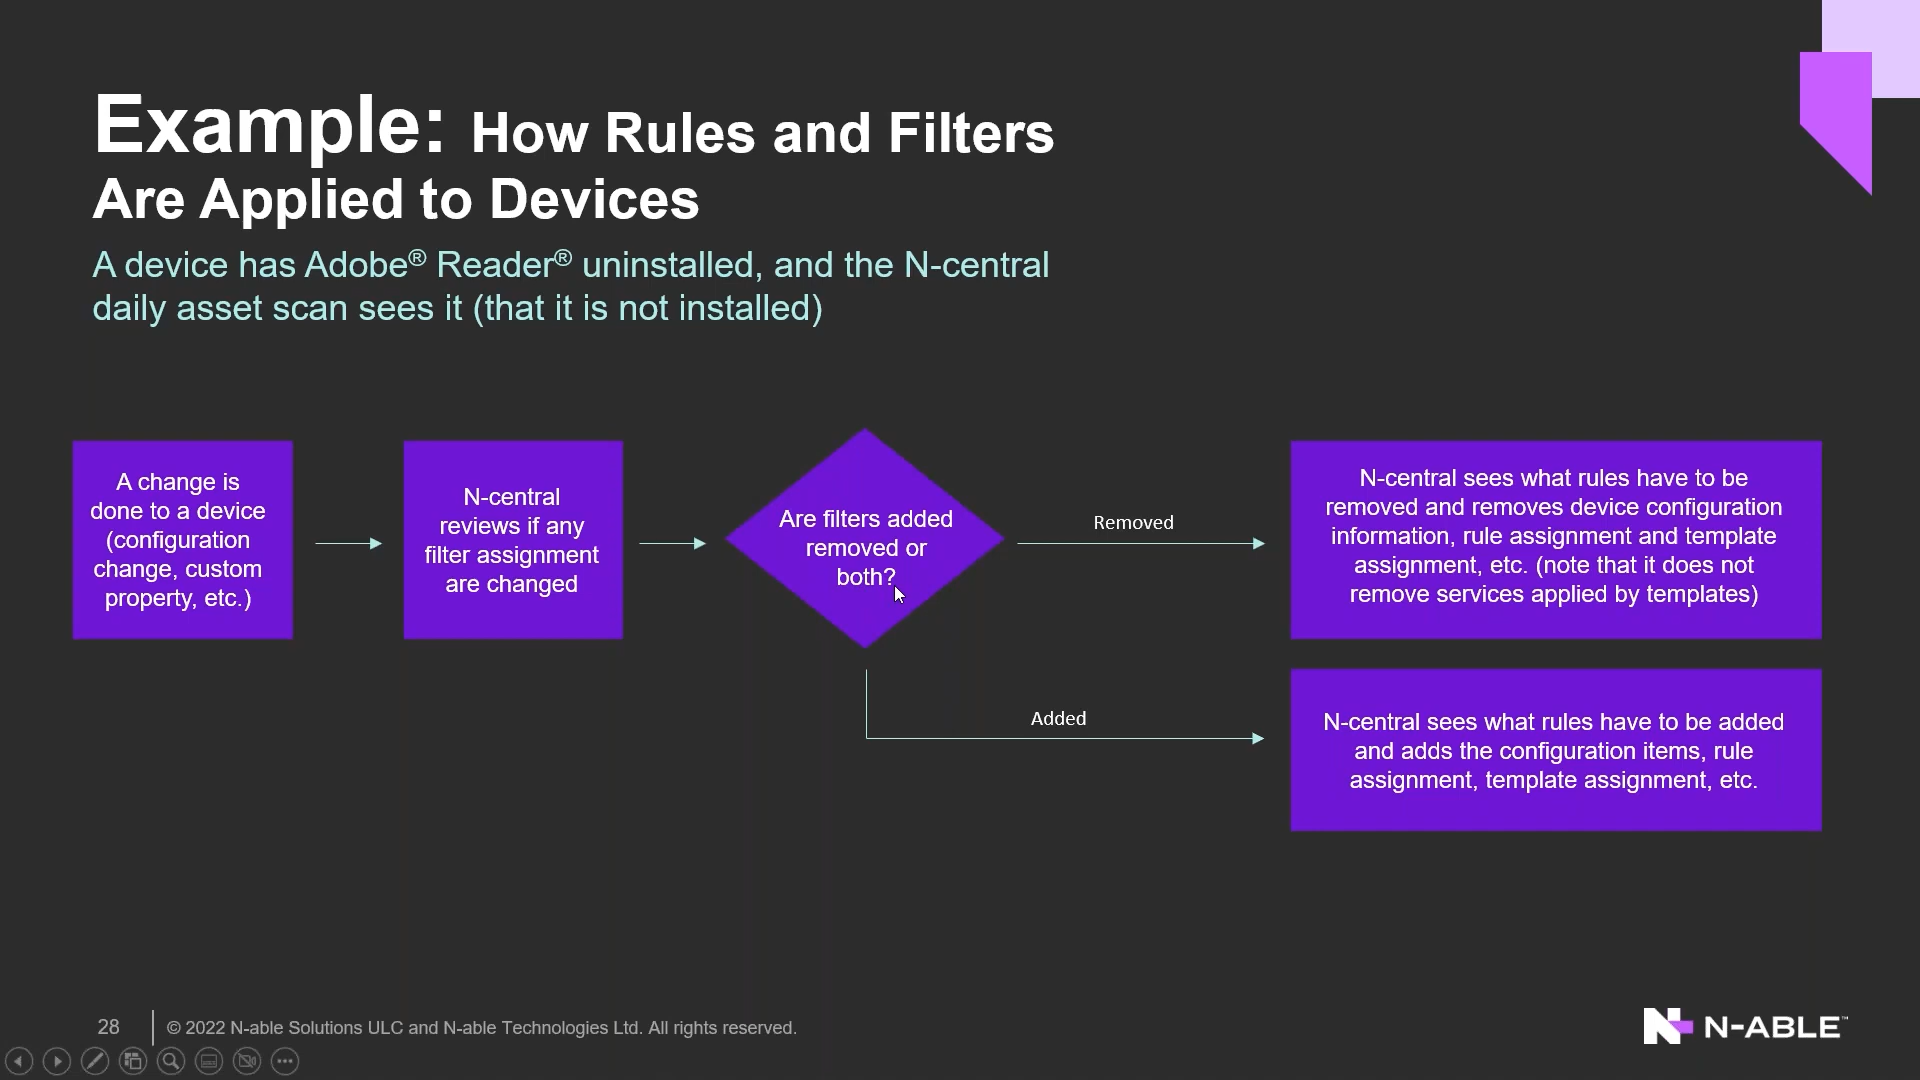 Example: How Rules and Filters
Are Applied to Devices
A device has Adobe® Reader® uninstalled, and the N-central
daily asset scan sees it (that it is not installed)
A change is
done to a device
(configuration
change, custom
property, etc.)
N-central
reviews if any
filter assignment
are changed
Are filters added
removed or
both?
Removed
N-central sees what rules have to be
removed and removes device configuration
information, rule assignment and template
assignment, etc. (note that it does not
remove services applied by templates)
Added
N-central sees what rules have to be added
and adds the configuration items, rule
assignment, template assignment, etc.
28
© 2022 N-able Solutions ULC and N-able Technologies Ltd. All rights reserved.
N-ABLE™